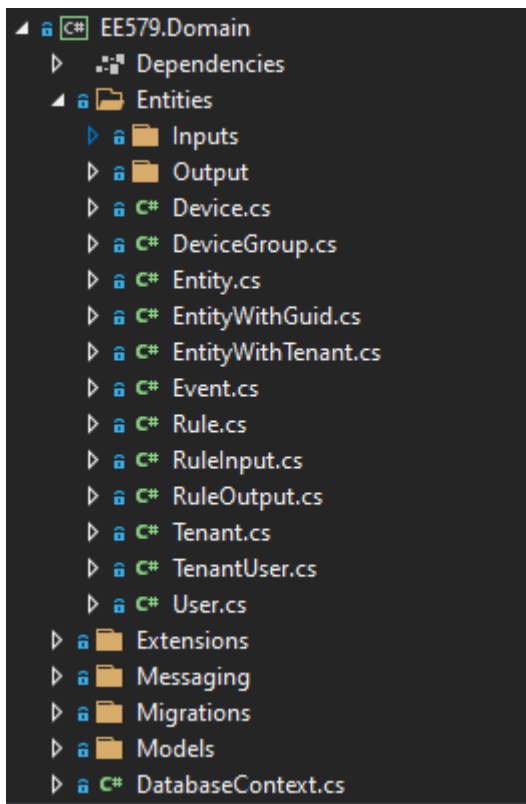 C# EE579.Domain
Dependencies
Entities
Inputs
Output
C# Device.cs
C# DeviceGroup.cs
C# Entity.cs
C# EntityWithGuid.cs
C# EntityWithTenant.cs
C# Event.cs
C# Rule.cs
C# RuleInput.cs
C# RuleOutput.cs
C# Tenant.cs
C# TenantUser.cs
C# User.cs
Extensions
Messaging
Migrations
Models
C# DatabaseContext.cs